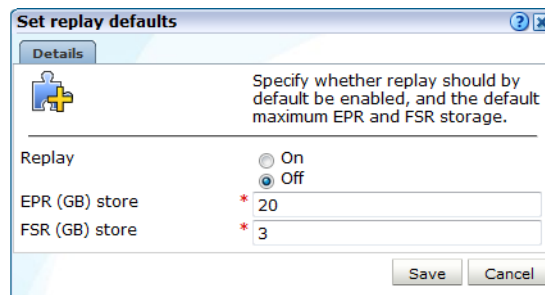 Set replay defaults
Details
Specify whether replay should by
default be enabled, and the default
maximum EPR and FSR storage.
Replay
On
Off
EPR (GB) store * 20
FSR (GB) store * 3
Save Cancel